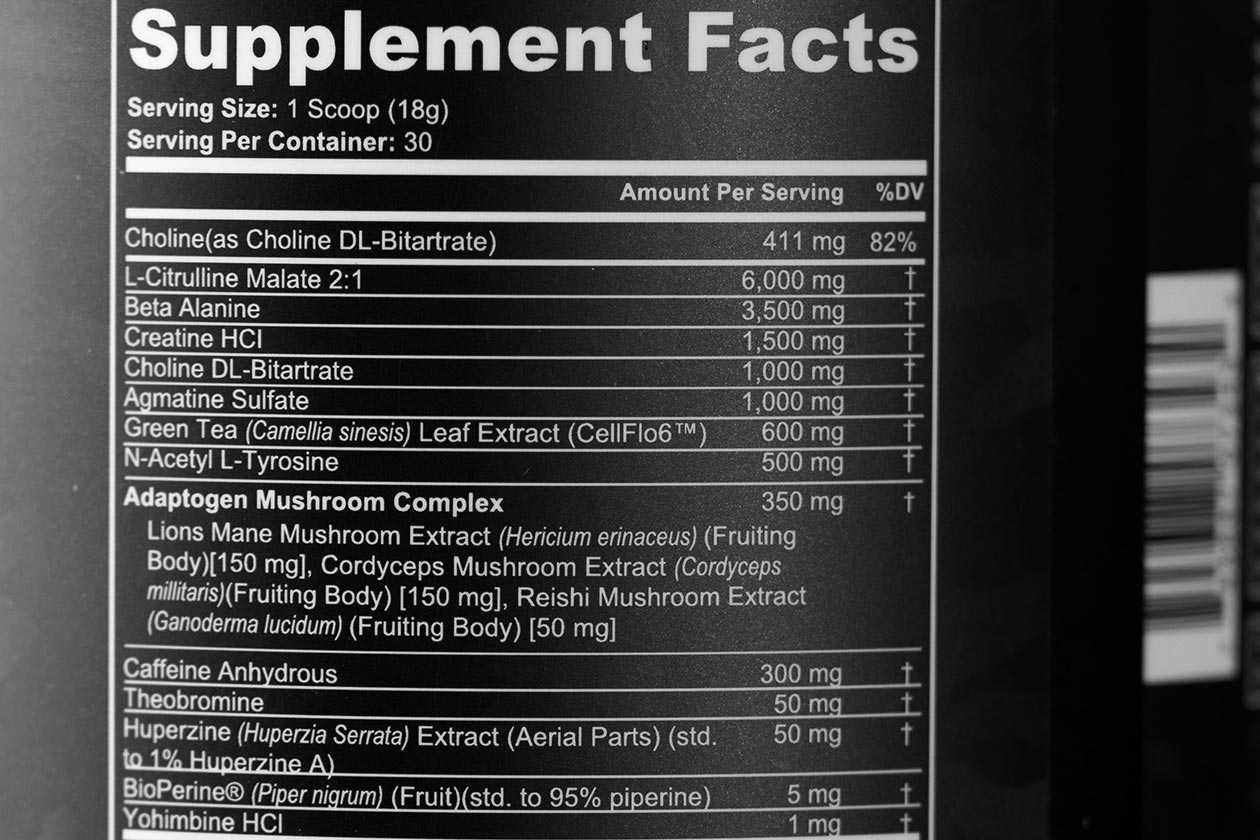 Supplement Facts
Serving Size: 1 Scoop (18g)
Serving Per Container: 30
Amount Per Serving %DV
Choline(as Choline DL-Bitartrate) 411 mg 82%
L-Citrulline Malate 2:1 6,000 mg †
Beta Alanine 3,500 mg †
Creatine HCl 1,500 mg †
Choline DL-Bitartrate 1,000 mg †
Agmatine Sulfate 1,000 mg †
Green Tea (Camellia sinesis) Leaf Extract (CellFlo6™) 600 mg †
N-Acetyl L-Tyrosine 500 mg †
Adaptogen Mushroom Complex 350 mg †
Lions Mane Mushroom Extract (Hericium erinaceus) (Fruiting
Body)[150 mg], Cordyceps Mushroom Extract (Cordyceps
millitaris)(Fruiting Body) [150 mg], Reishi Mushroom Extract
(Ganoderma lucidum) (Fruiting Body) [50 mg]
Caffeine Anhydrous 300 mg †
Theobromine 50 mg †
Huperzine (Huperzia Serrata) Extract (Aerial Parts) (std. 50 mg †
to 1% Huperzine A)
BioPerine® (Piper nigrum) (Fruit)(std. to 95% piperine) 5 mg †
Yohimbine HCl 1 mg †